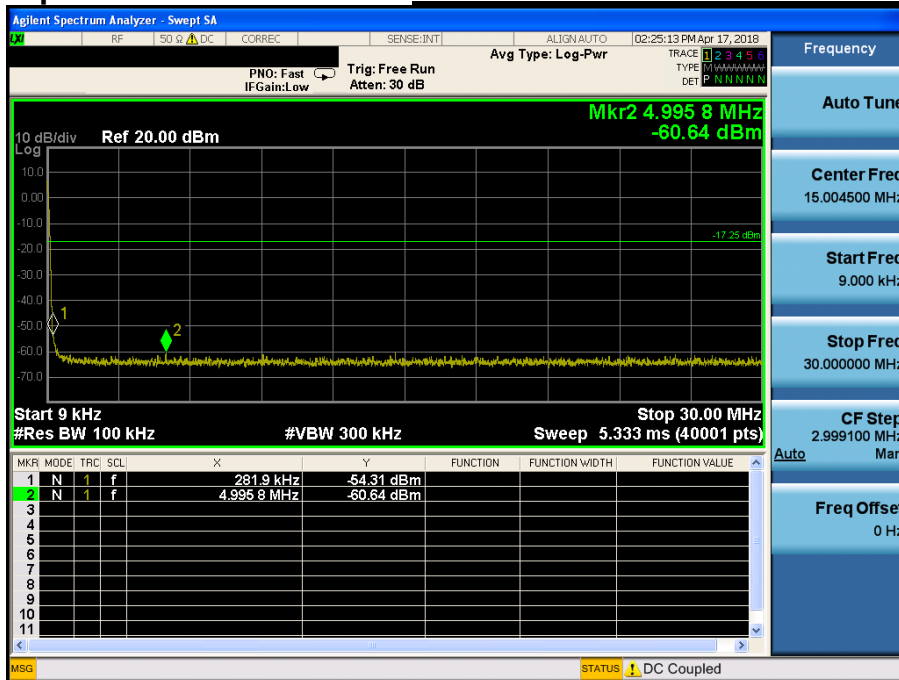 Agilent Spectrum Analyzer - Swept SA
LXI RF 50 Ω DC CORREC SENSE:INT ALIGN AUTO 02:25:13 PM Apr 17, 2018
Avg Type: Log-Pwr TRACE 1 2 3 4 5 6
PNO: Fast Trig: Free Run TYPE M WWWWW
IFGain:Low Atten: 30 dB DET P N N N N N
Mkr2 4.995 8 MHz
-60.64 dBm
10 dB/div Ref 20.00 dBm
Log
10.0
0.00
-10.0
-17.25 dBm
-20.0
-30.0
-40.0
1
-50.0
2
-60.0
-70.0
Start 9 kHz Stop 30.00 MHz
#Res BW 100 kHz #VBW 300 kHz Sweep 5.333 ms (40001 pts)
MKR MODE TRC SCL X Y FUNCTION FUNCTION WIDTH FUNCTION VALUE
1 N 1 f 281.9 kHz -54.31 dBm
2 N 1 f 4.995 8 MHz -60.64 dBm
3
4
5
6
7
8
9
10
11
MSG STATUS DC Coupled
Frequency
Auto Tune
Center Freq
15.004500 MHz
Start Freq
9.000 kHz
Stop Freq
30.000000 MHz
CF Step
2.999100 MHz
Auto Man
Freq Offset
0 Hz